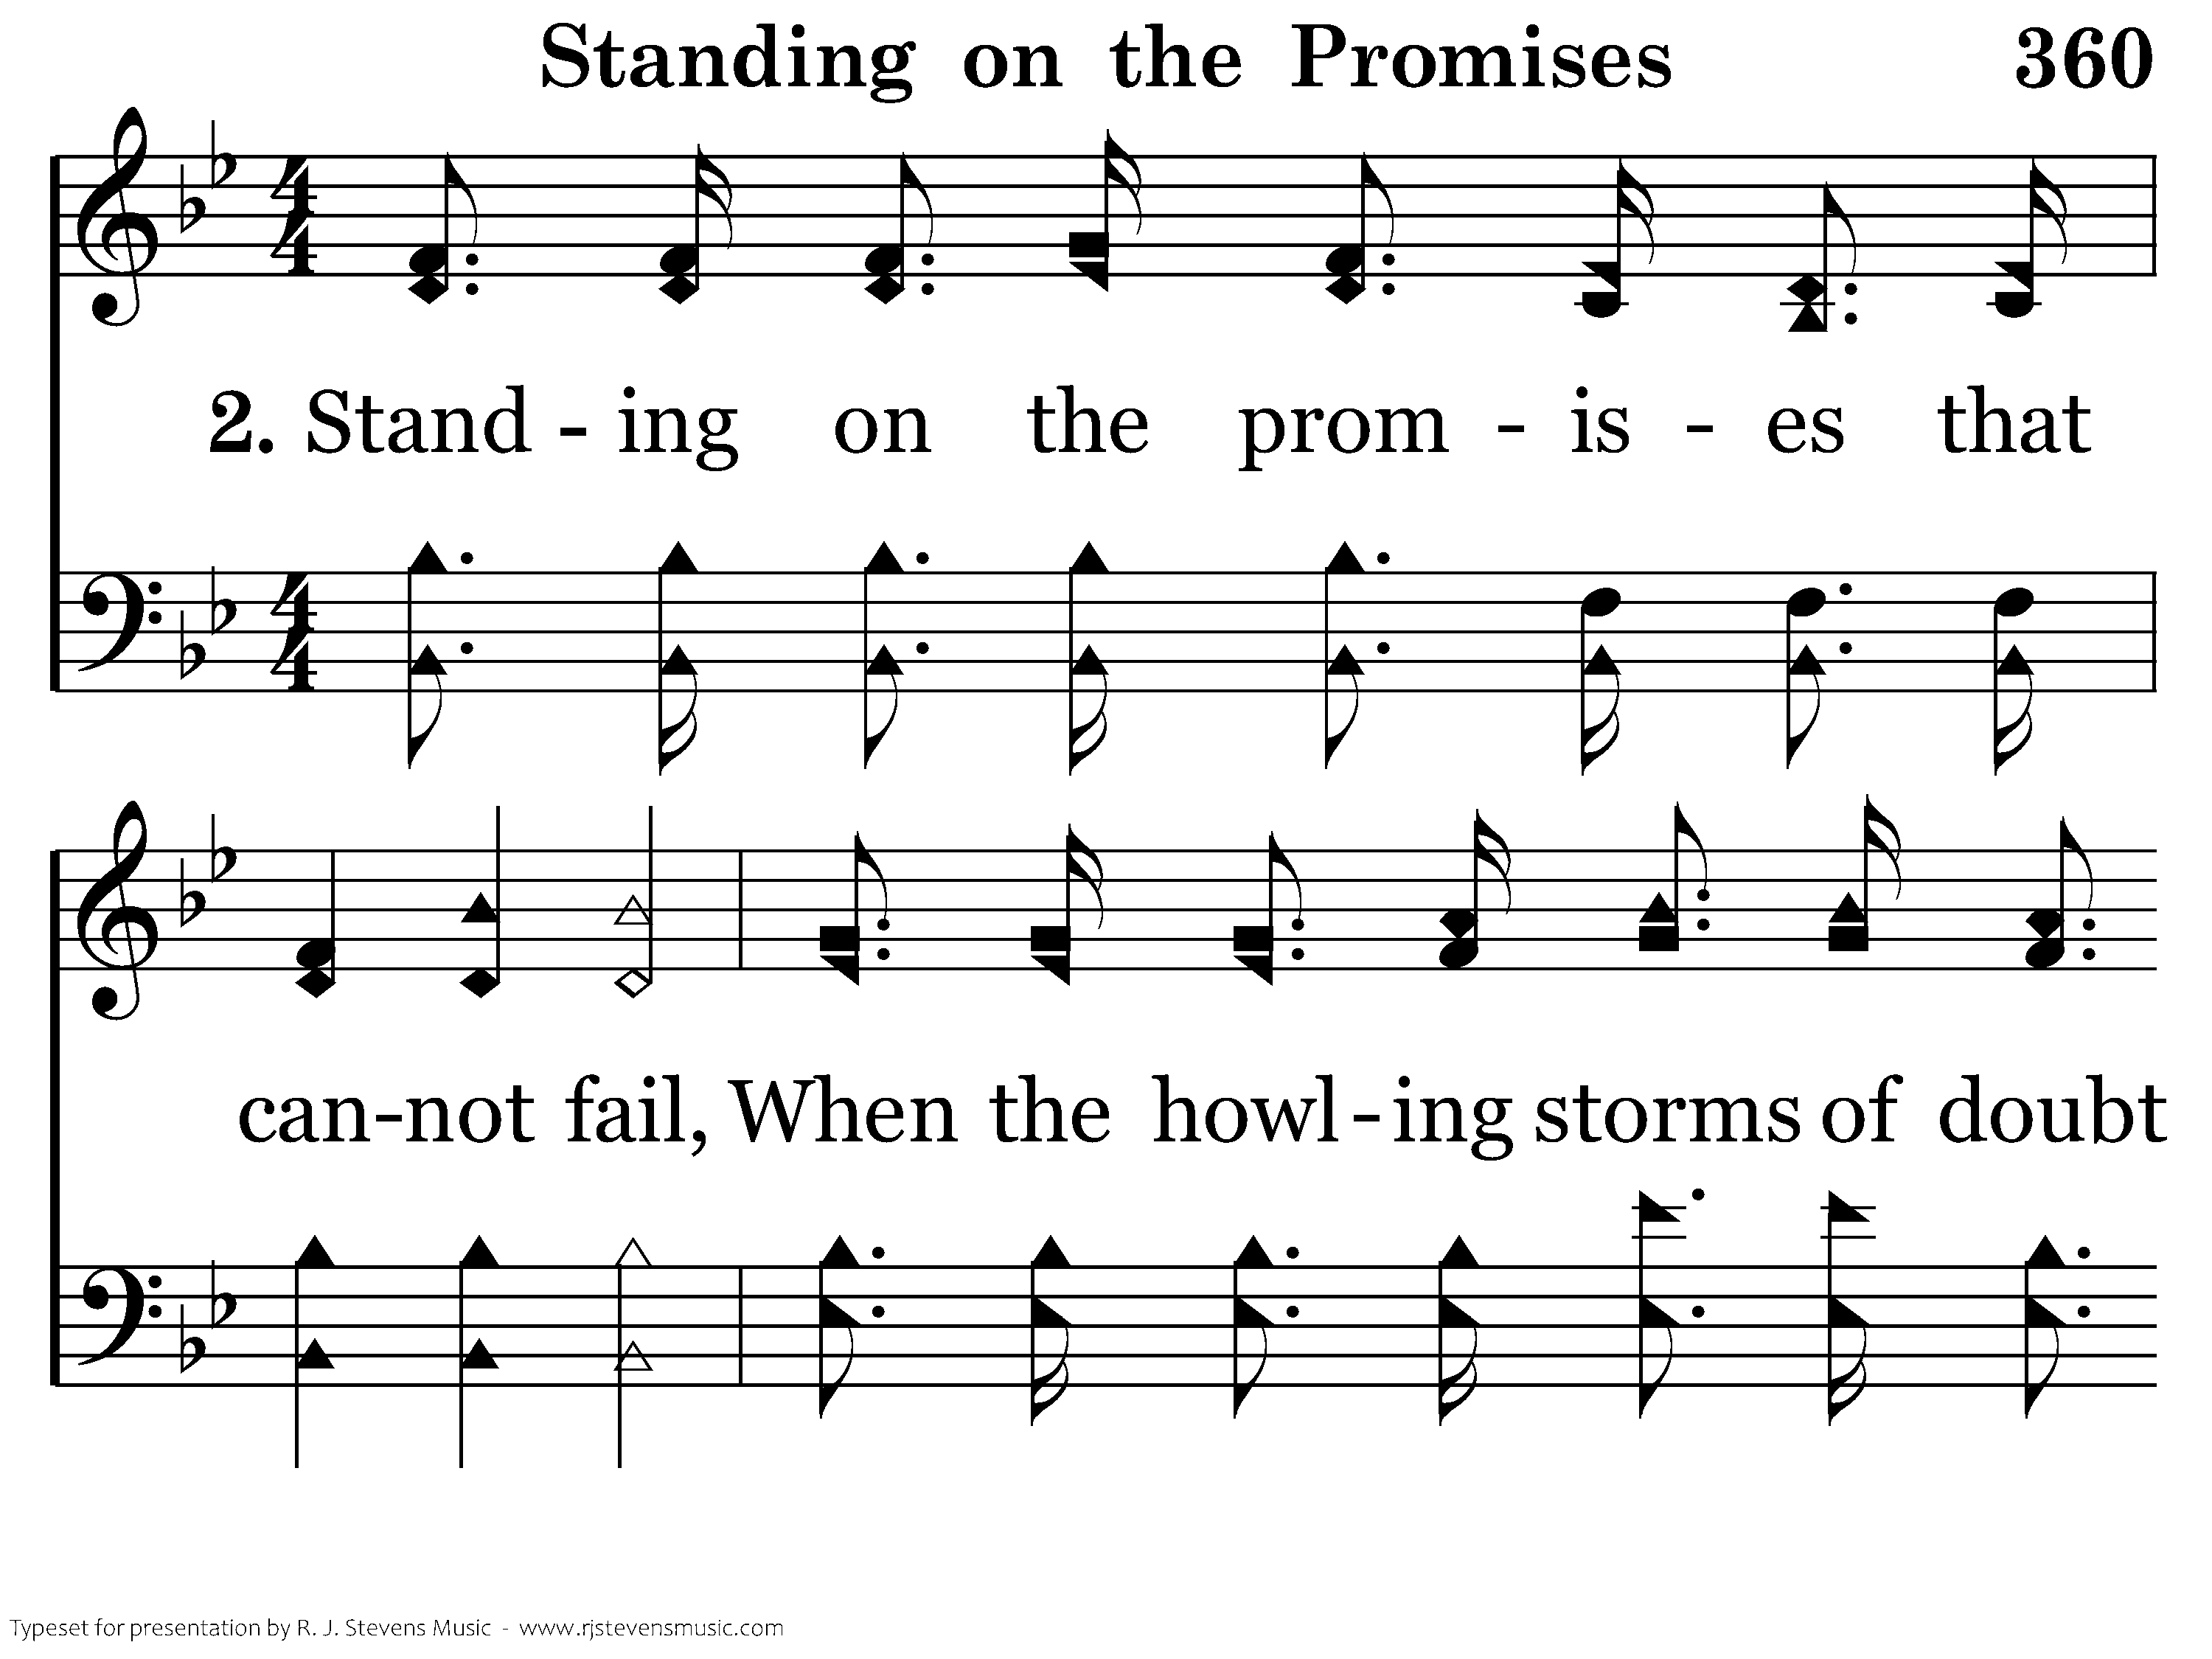 Standing on the Promises 360
2. Stand - ing on the prom - is - es that
can-not fail, When the howl - ing storms of doubt
Typeset for presentation by R. J. Stevens Music - www.rjstevensmusic.com